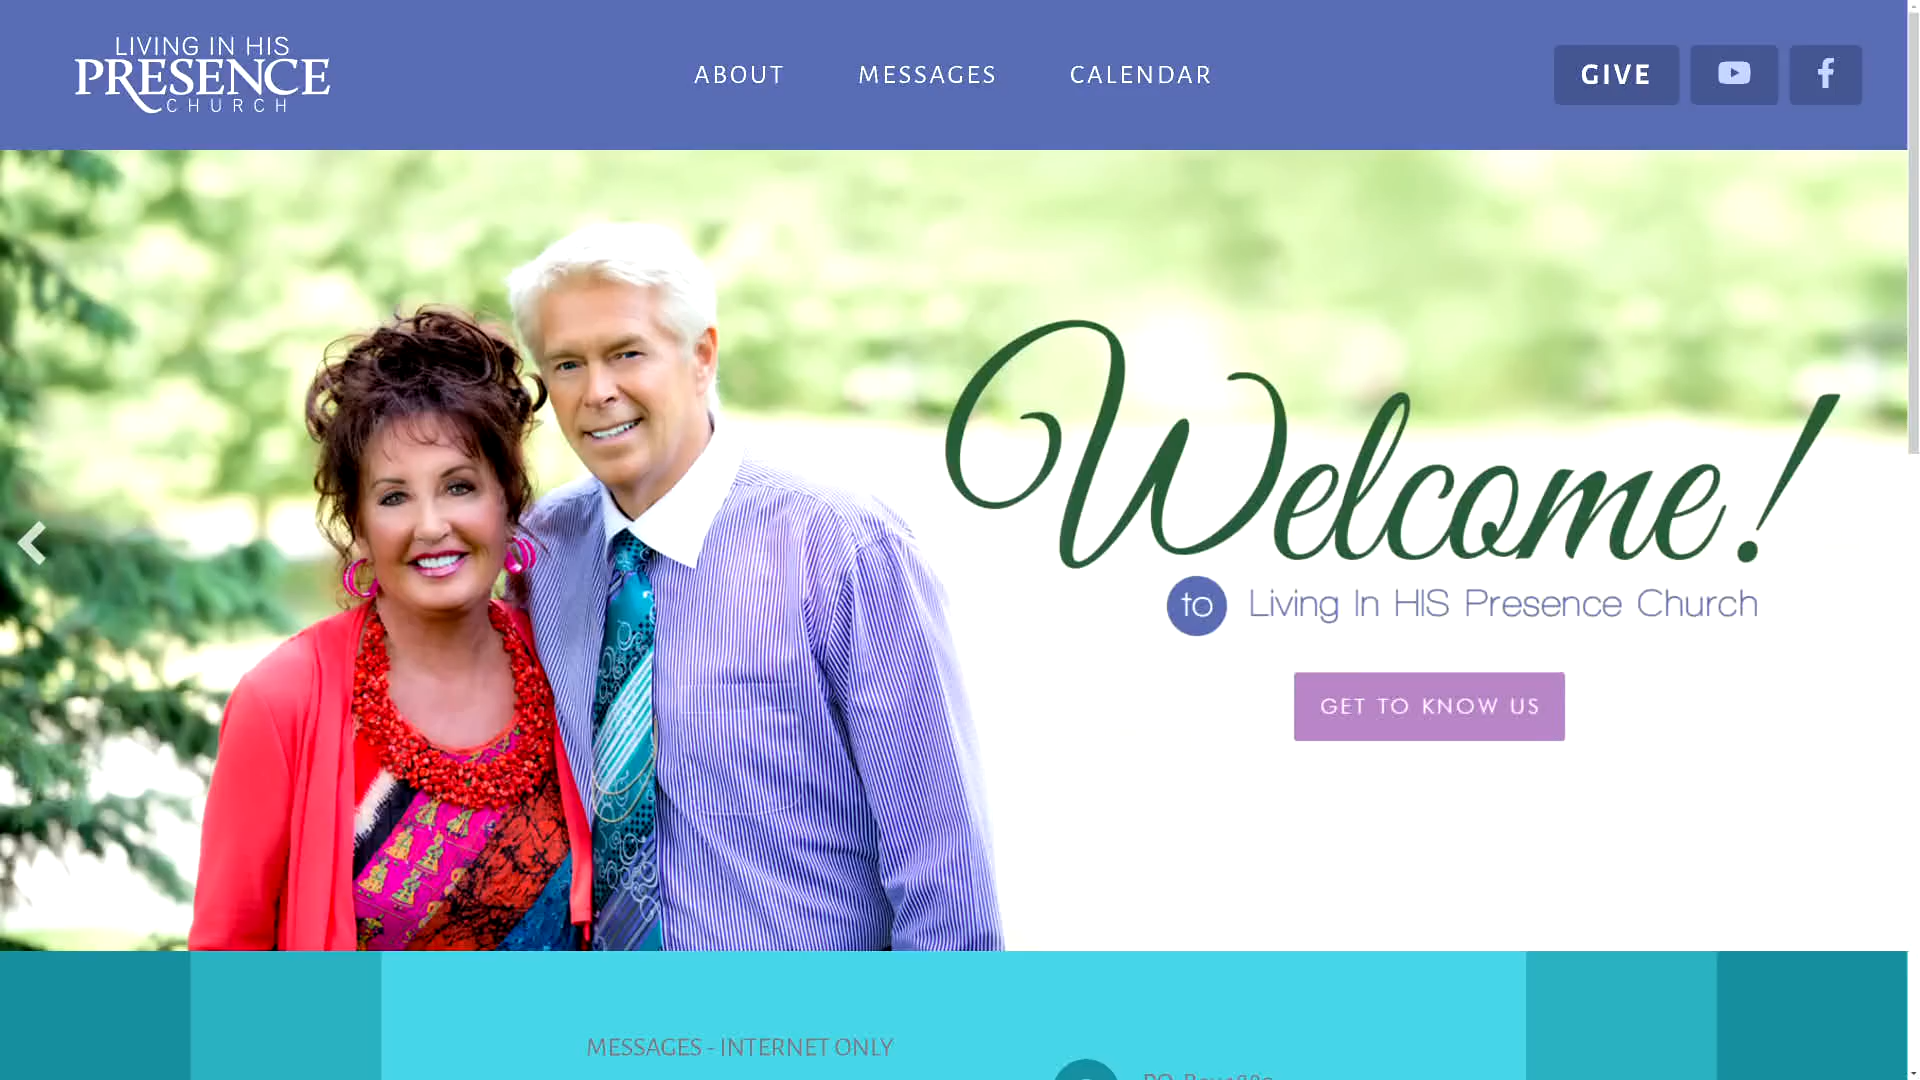 LIVING IN HIS
PRESENCE
CHURCH
ABOUT
MESSAGES
CALENDAR
GIVE
Welcome!
to Living In HIS Presence Church
GET TO KNOW US
MESSAGES - INTERNET ONLY
P.O. Box